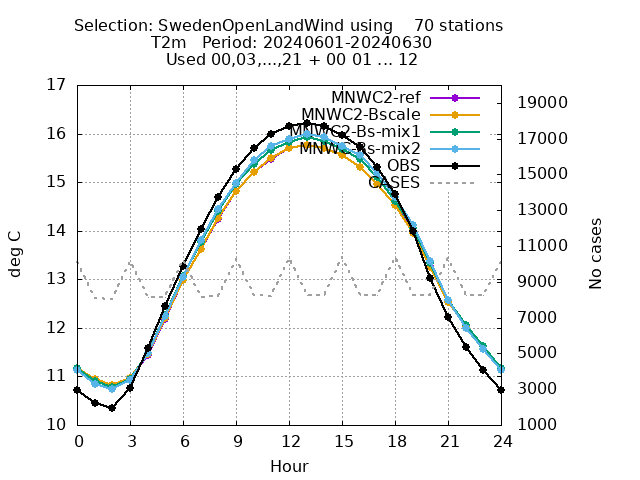 Selection: SwedenOpenLandWind using    70 stations
T2m   Period: 20240601-20240630
Used 00,03,...,21 + 00 01 ... 12
MNWC2-ref
MNWC2-Bscale
MNWC2-Bs-mix1
MNWC2-Bs-mix2
OBS
CASES
17
16
15
14
13
12
11
10
deg C
19000
17000
15000
13000
11000
9000
7000
5000
3000
1000
No cases
0 3 6 9 12 15 18 21 24
Hour